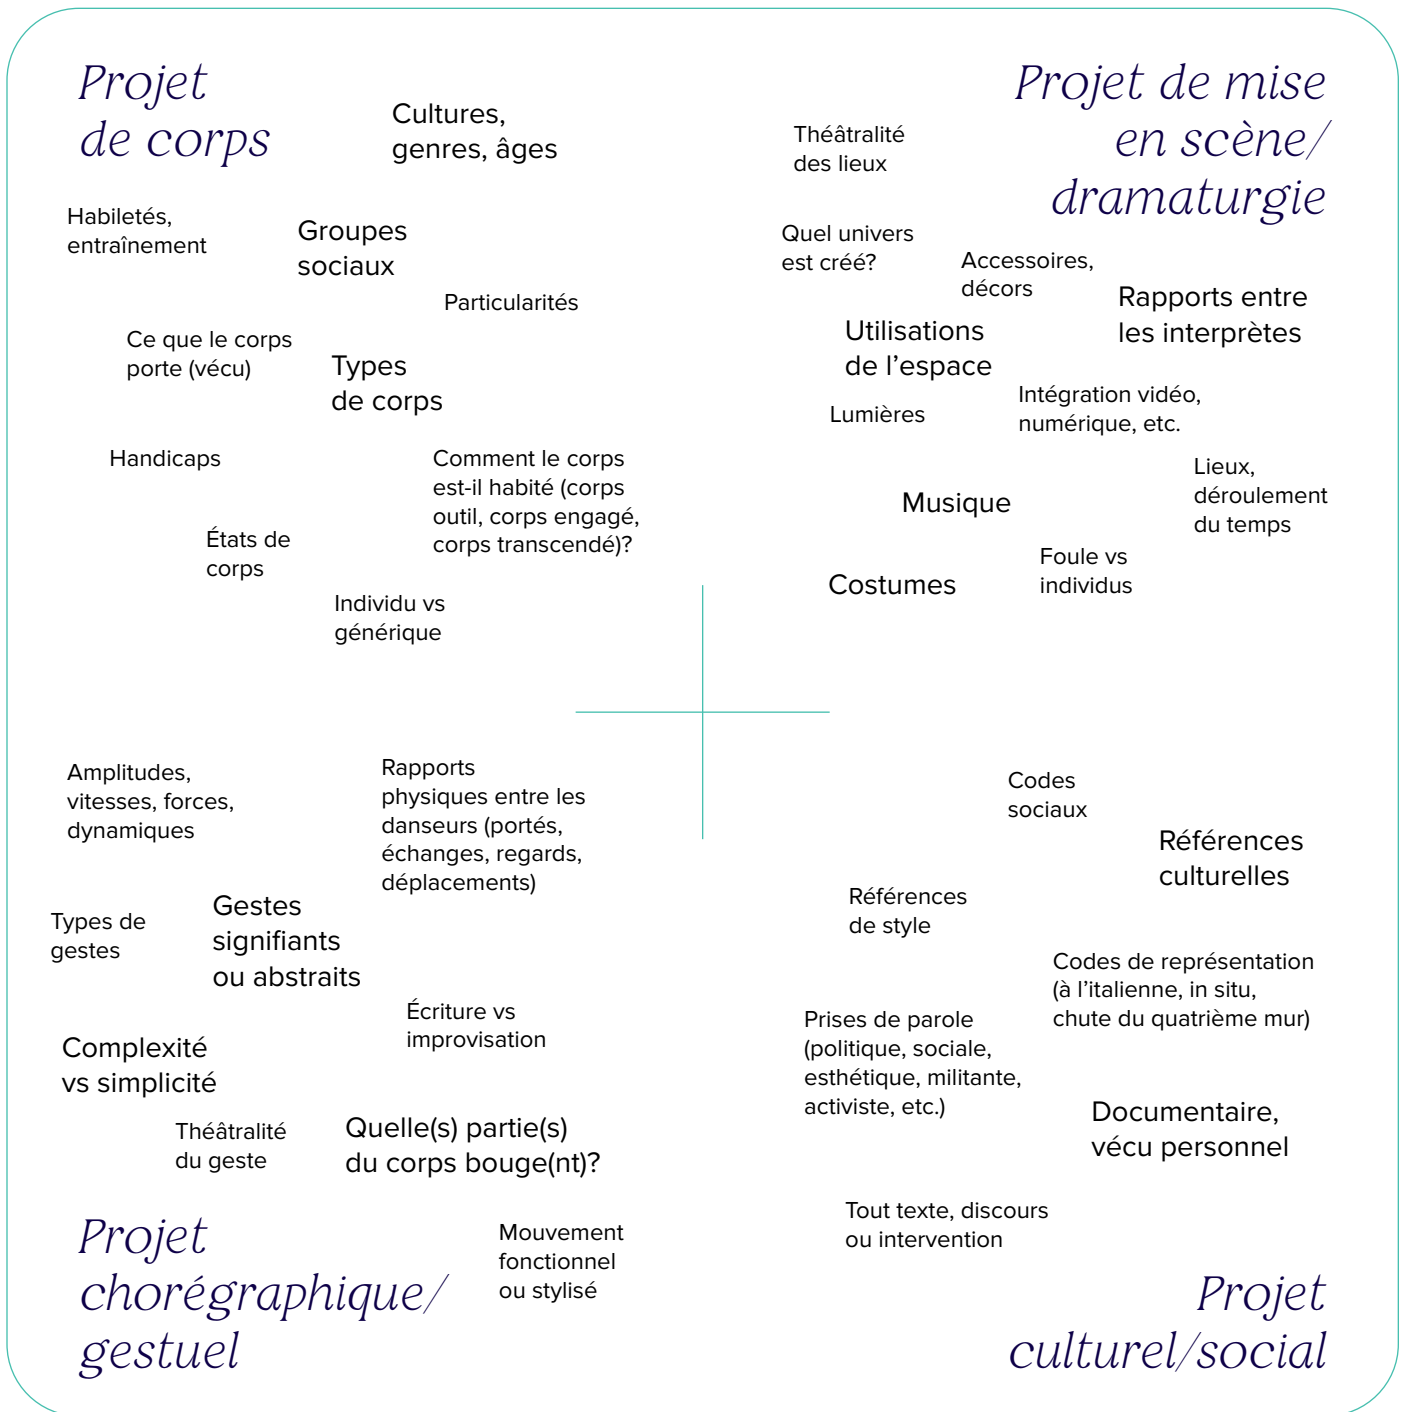 Projet
de corps
Cultures,
genres, âges
Habiletés,
entraînement
Groupes
sociaux
Particularités
Ce que le corps
porte (vécu)
Types
de corps
Handicaps
Comment le corps
est-il habité (corps
outil, corps engagé,
corps transcendé)?
États de
corps
Individu vs
générique
Projet de mise
en scène/
dramaturgie
Théâtralité
des lieux
Quel univers
est créé?
Accessoires,
décors
Rapports entre
les interprètes
Utilisations
de l’espace
Intégration vidéo,
numérique, etc.
Lumières
Lieux,
déroulement
du temps
Musique
Foule vs
individus
Costumes
Amplitudes,
vitesses, forces,
dynamiques
Rapports
physiques entre les
danseurs (portés,
échanges, regards,
déplacements)
Types de
gestes
Gestes
signifiants
ou abstraits
Écriture vs
improvisation
Complexité
vs simplicité
Théâtralité
du geste
Quelle(s) partie(s)
du corps bouge(nt)?
Mouvement
fonctionnel
ou stylisé
Projet
chorégraphique/
gestuel
Codes
sociaux
Références
culturelles
Références
de style
Codes de représentation
(à l’italienne, in situ,
chute du quatrième mur)
Prises de parole
(politique, sociale,
esthétique, militante,
activiste, etc.)
Documentaire,
vécu personnel
Tout texte, discours
ou intervention
Projet
culturel/social